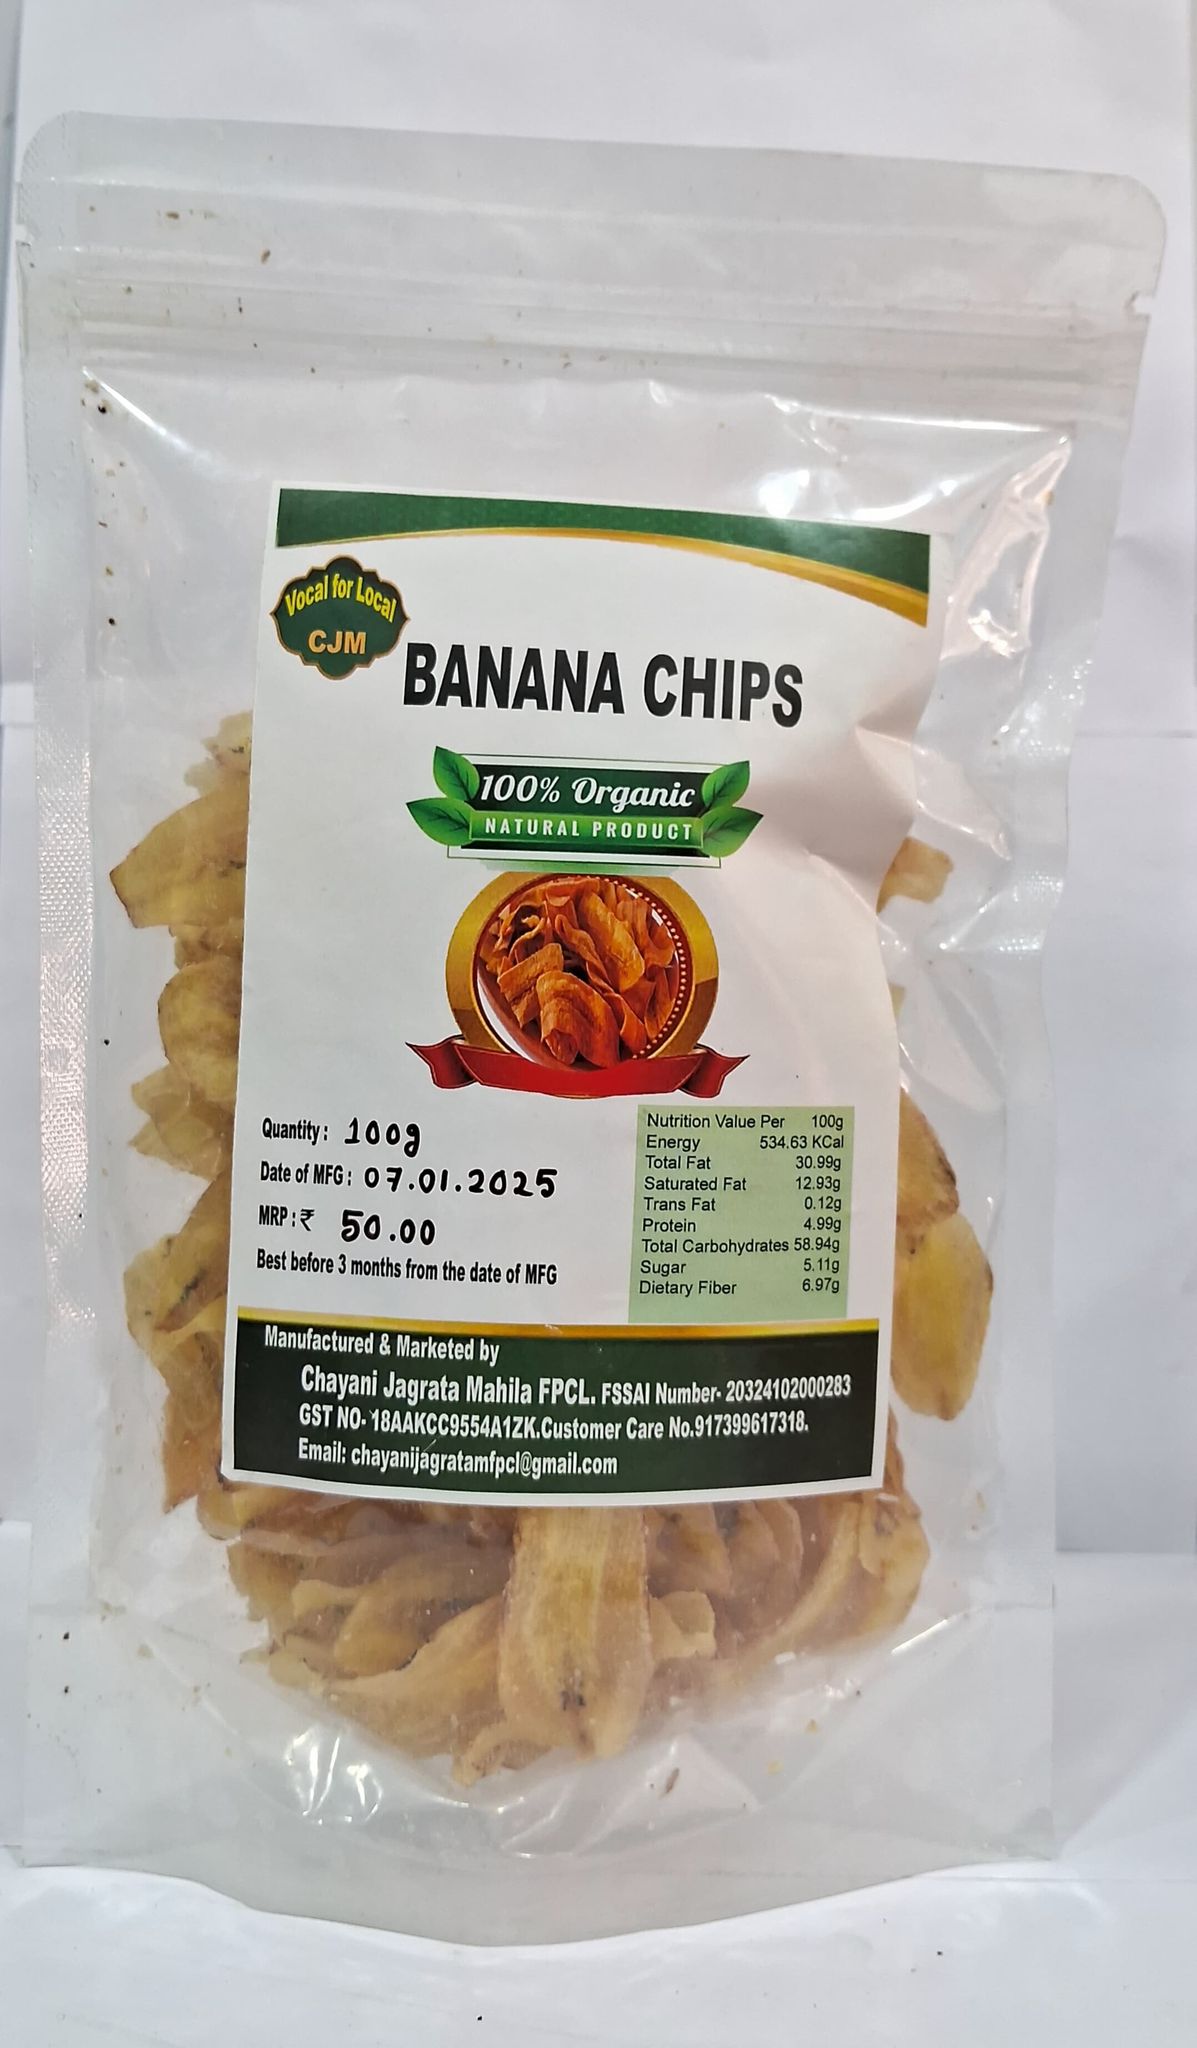 Vocal for Local
CJM
BANANA CHIPS
100% Organic
NATURAL PRODUCT
Quantity : 100g
Date of MFG : 07.01.2025
MRP : ₹ 50.00
Best before 3 months from the date of MFG
Nutrition Value Per 100g
Energy 534.63 KCal
Total Fat 30.99g
Saturated Fat 12.93g
Trans Fat 0.12g
Protein 4.99g
Total Carbohydrates 58.94g
Sugar 5.11g
Dietary Fiber 6.97g
Manufactured & Marketed by
Chayani Jagrata Mahila FPCL. FSSAI Number- 20324102000283
GST NO- 18AAKCC9554A1ZK.Customer Care No.917399617318.
Email: chayanijagratamfpcl@gmail.com